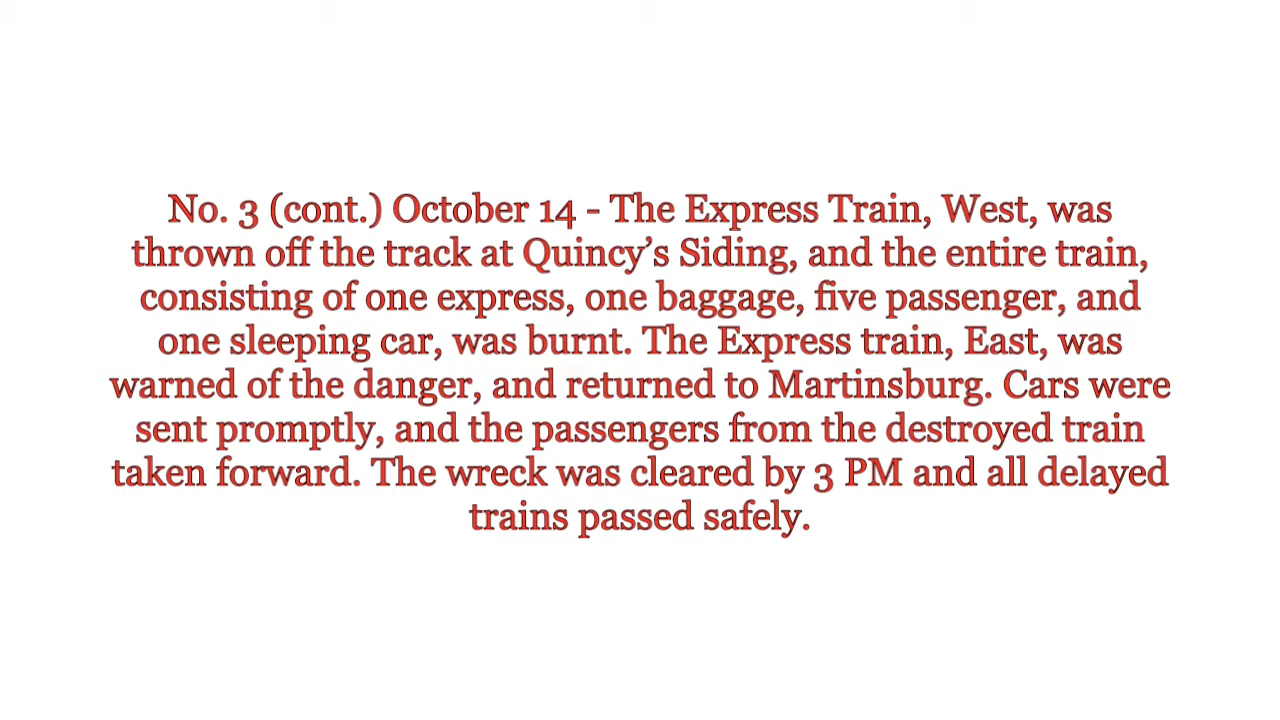 No. 3 (cont.) October 14 - The Express Train, West, was
thrown off the track at Quincy’s Siding, and the entire train,
consisting of one express, one baggage, five passenger, and
one sleeping car, was burnt. The Express train, East, was
warned of the danger, and returned to Martinsburg. Cars were
sent promptly, and the passengers from the destroyed train
taken forward. The wreck was cleared by 3 PM and all delayed
trains passed safely.